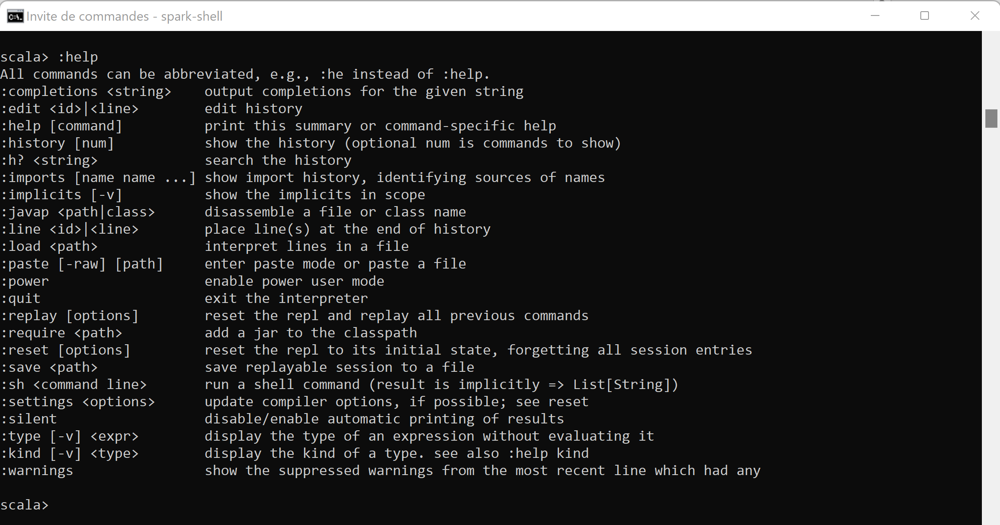 Invite de commandes - spark-shell
scala> :help
All commands can be abbreviated, e.g., :he instead of :help.
:completions <string>    output completions for the given string
:edit <id>|<line>        edit history
:help [command]          print this summary or command-specific help
:history [num]           show the history (optional num is commands to show)
:h? <string>             search the history
:imports [name name ...] show import history, identifying sources of names
:implicits [-v]          show the implicits in scope
:javap <path|class>      disassemble a file or class name
:line <id>|<line>        place line(s) at the end of history
:load <path>             interpret lines in a file
:paste [-raw] [path]     enter paste mode or paste a file
:power                   enable power user mode
:quit                    exit the interpreter
:replay [options]        reset the repl and replay all previous commands
:require <path>          add a jar to the classpath
:reset [options]         reset the repl to its initial state, forgetting all session entries
:save <path>             save replayable session to a file
:sh <command line>       run a shell command (result is implicitly => List[String])
:settings <options>      update compiler options, if possible; see reset
:silent                  disable/enable automatic printing of results
:type [-v] <expr>        display the type of an expression without evaluating it
:kind [-v] <type>        display the kind of a type. see also :help kind
:warnings                show the suppressed warnings from the most recent line which had any
scala>